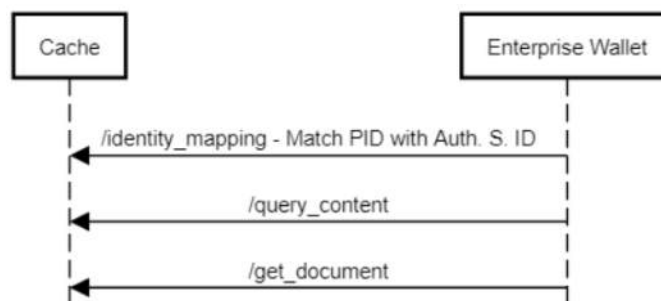 Cache
Enterprise Wallet
/identity_mapping - Match PID with Auth. S. ID
/query_content
/get_document